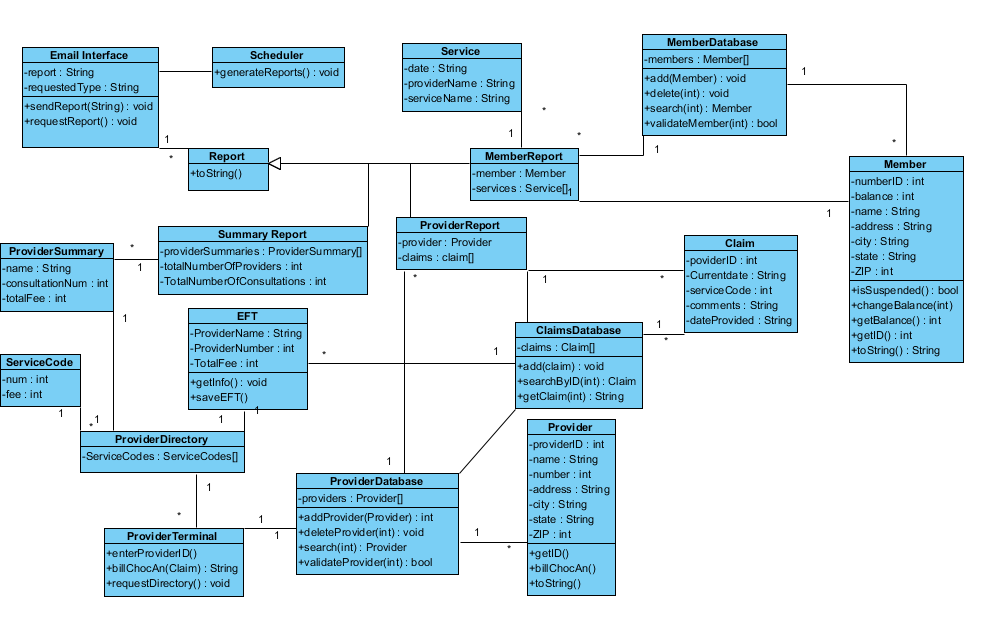 Email Interface
-report : String
-requestedType : String
+sendReport(String) : void
+requestReport() : void
Scheduler
+generateReports() : void
Service
-date : String
-providerName : String
-serviceName : String
MemberDatabase
-members : Member[]
+add(Member) : void
+delete(int) : void
+search(int) : Member
+validateMember(int) : bool
1
*
*
1
1
1
*
*
Report
+toString()
MemberReport
-member : Member
-services : Service[]
1
1
Member
-numberID : int
-balance : int
-name : String
-address : String
-city : String
-state : String
-ZIP : int
+isSuspended() : bool
+changeBalance(int)
+getBalance() : int
+getID() : int
+toString() : String
ProviderSummary
-name : String
-consultationNum : int
-totalFee : int
*
1
1
Summary Report
-providerSummaries : ProviderSummary[]
-totalNumberOfProviders : int
-TotalNumberOfConsultations : int
ProviderReport
-provider : Provider
-claims : claim[]
*
1
*
Claim
-poviderID : int
-Currentdate : String
-serviceCode : int
-comments : String
-dateProvided : String
EFT
-ProviderName : String
-ProviderNumber : int
-TotalFee : int
+getInfo() : void
+saveEFT()
*
1
ClaimsDatabase
-claims : Claim[]
+add(claim) : void
+searchByID(int) : Claim
+getClaim(int) : String
1
*
ServiceCode
-num : int
-fee : int
1
*
1
1
1
ProviderDirectory
-ServiceCodes : ServiceCodes[]
1
*
1
ProviderDatabase
-providers : Provider[]
+addProvider(Provider) : int
+deleteProvider(int) : void
+search(int) : Provider
+validateProvider(int) : bool
1
*
Provider
-providerID : int
-name : String
-number : int
-address : String
-city : String
-state : String
-ZIP : int
+getID()
+billChocAn()
+toString()
ProviderTerminal
+enterProviderID()
+billChocAn(Claim) : String
+requestDirectory() : void
1
1